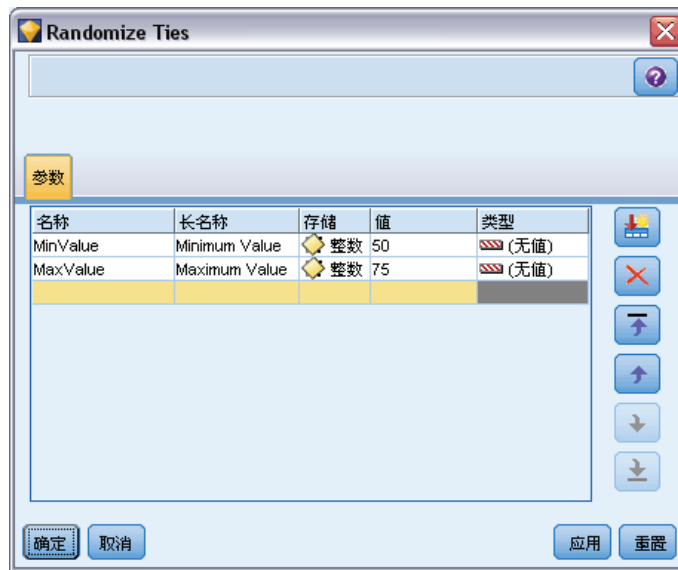 Randomize Ties
参数
名称 长名称 存储 值 类型
MinValue Minimum Value 整数 50 (无值)
MaxValue Maximum Value 整数 75 (无值)
确定 取消 应用 重置